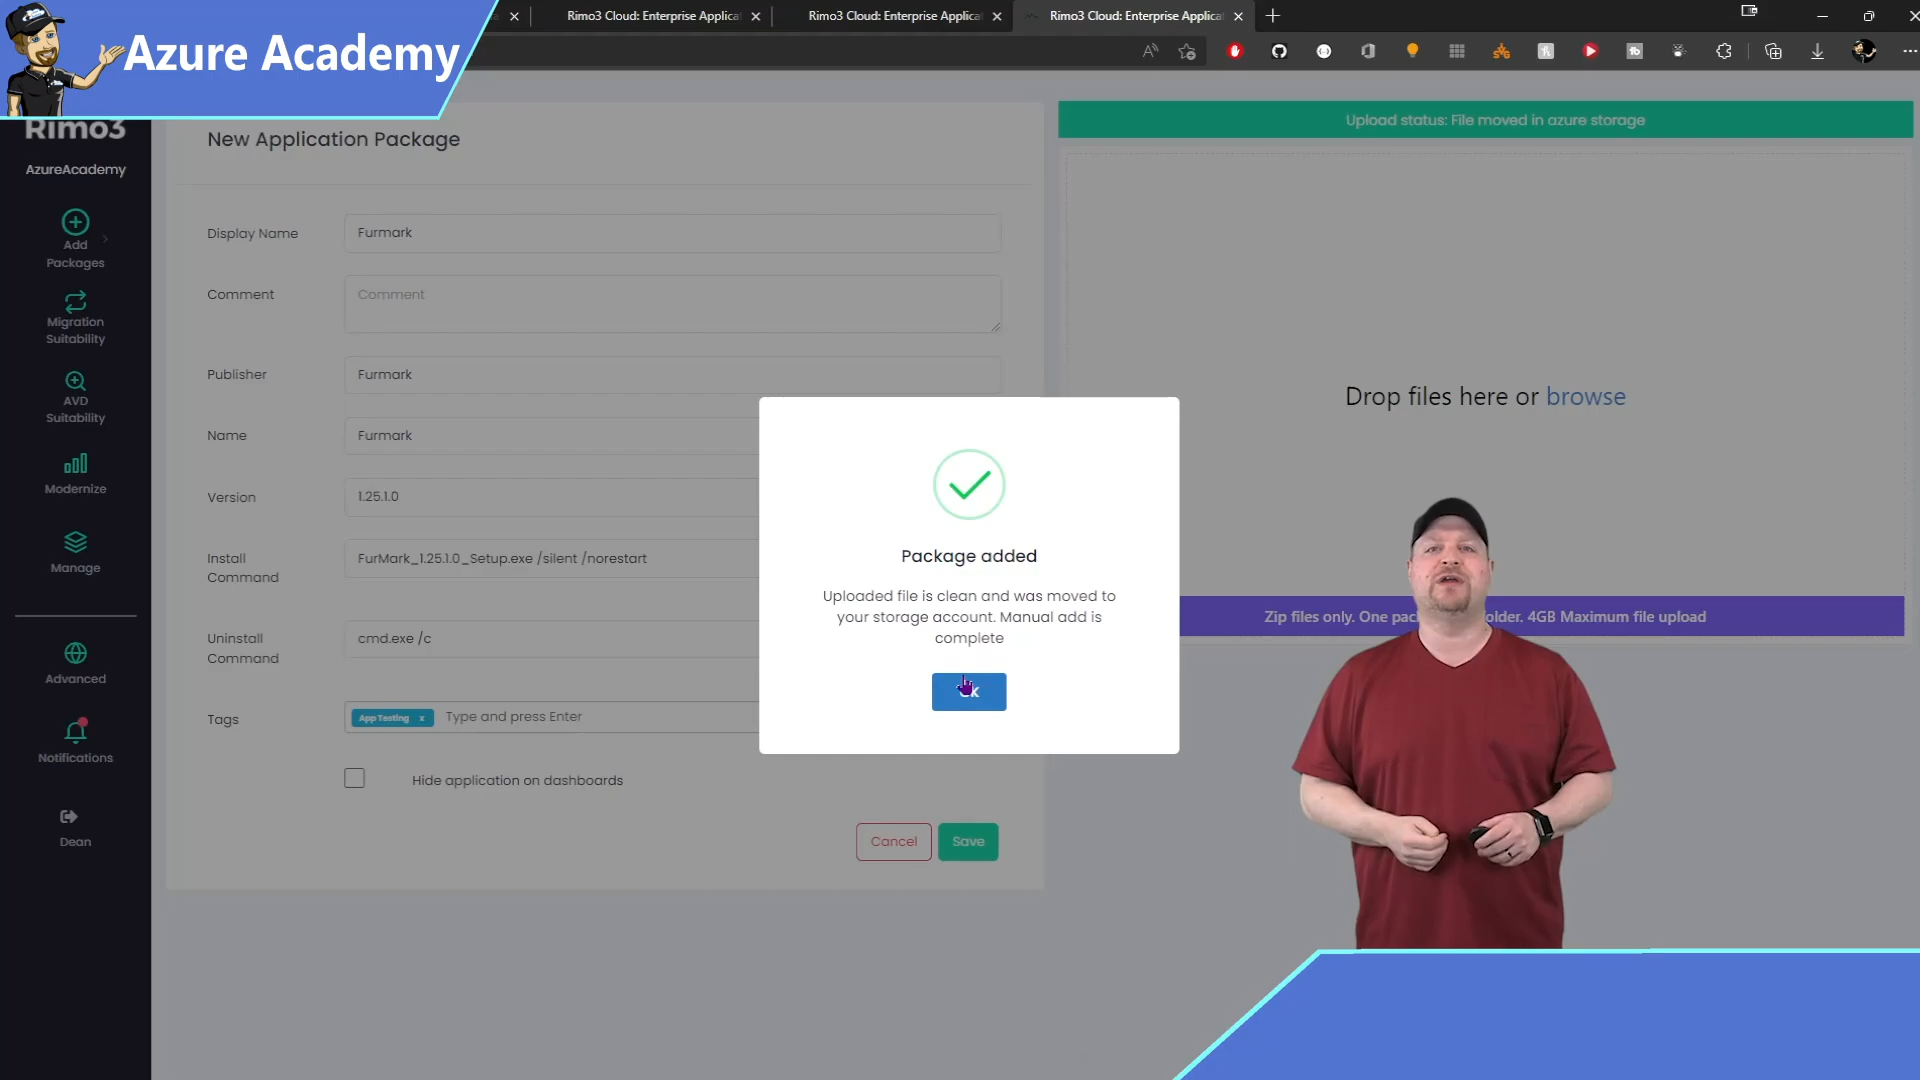 Azure Academy
Rimo3 Cloud: Enterprise Applica
Rimo3 Cloud: Enterprise Applica
Rimo3 Cloud: Enterprise Applica
Rimo3
AzureAcademy
Add
Packages
Migration
Suitability
AVD
Suitability
Modernize
Manage
Advanced
Notifications
Dean
New Application Package
Display Name
Furmark
Comment
Comment
Publisher
Furmark
Name
Furmark
Version
1.25.1.0
Install
Command
FurMark_1.25.1.0_Setup.exe /silent /norestart
Uninstall
Command
cmd.exe /c
Tags
App Testing x
Type and press Enter
Hide application on dashboards
Cancel
Save
Package added
Uploaded file is clean and was moved to
your storage account. Manual add is
complete
Upload status: File moved in azure storage
Drop files here or browse
Zip files only. One pac older. 4GB Maximum file upload